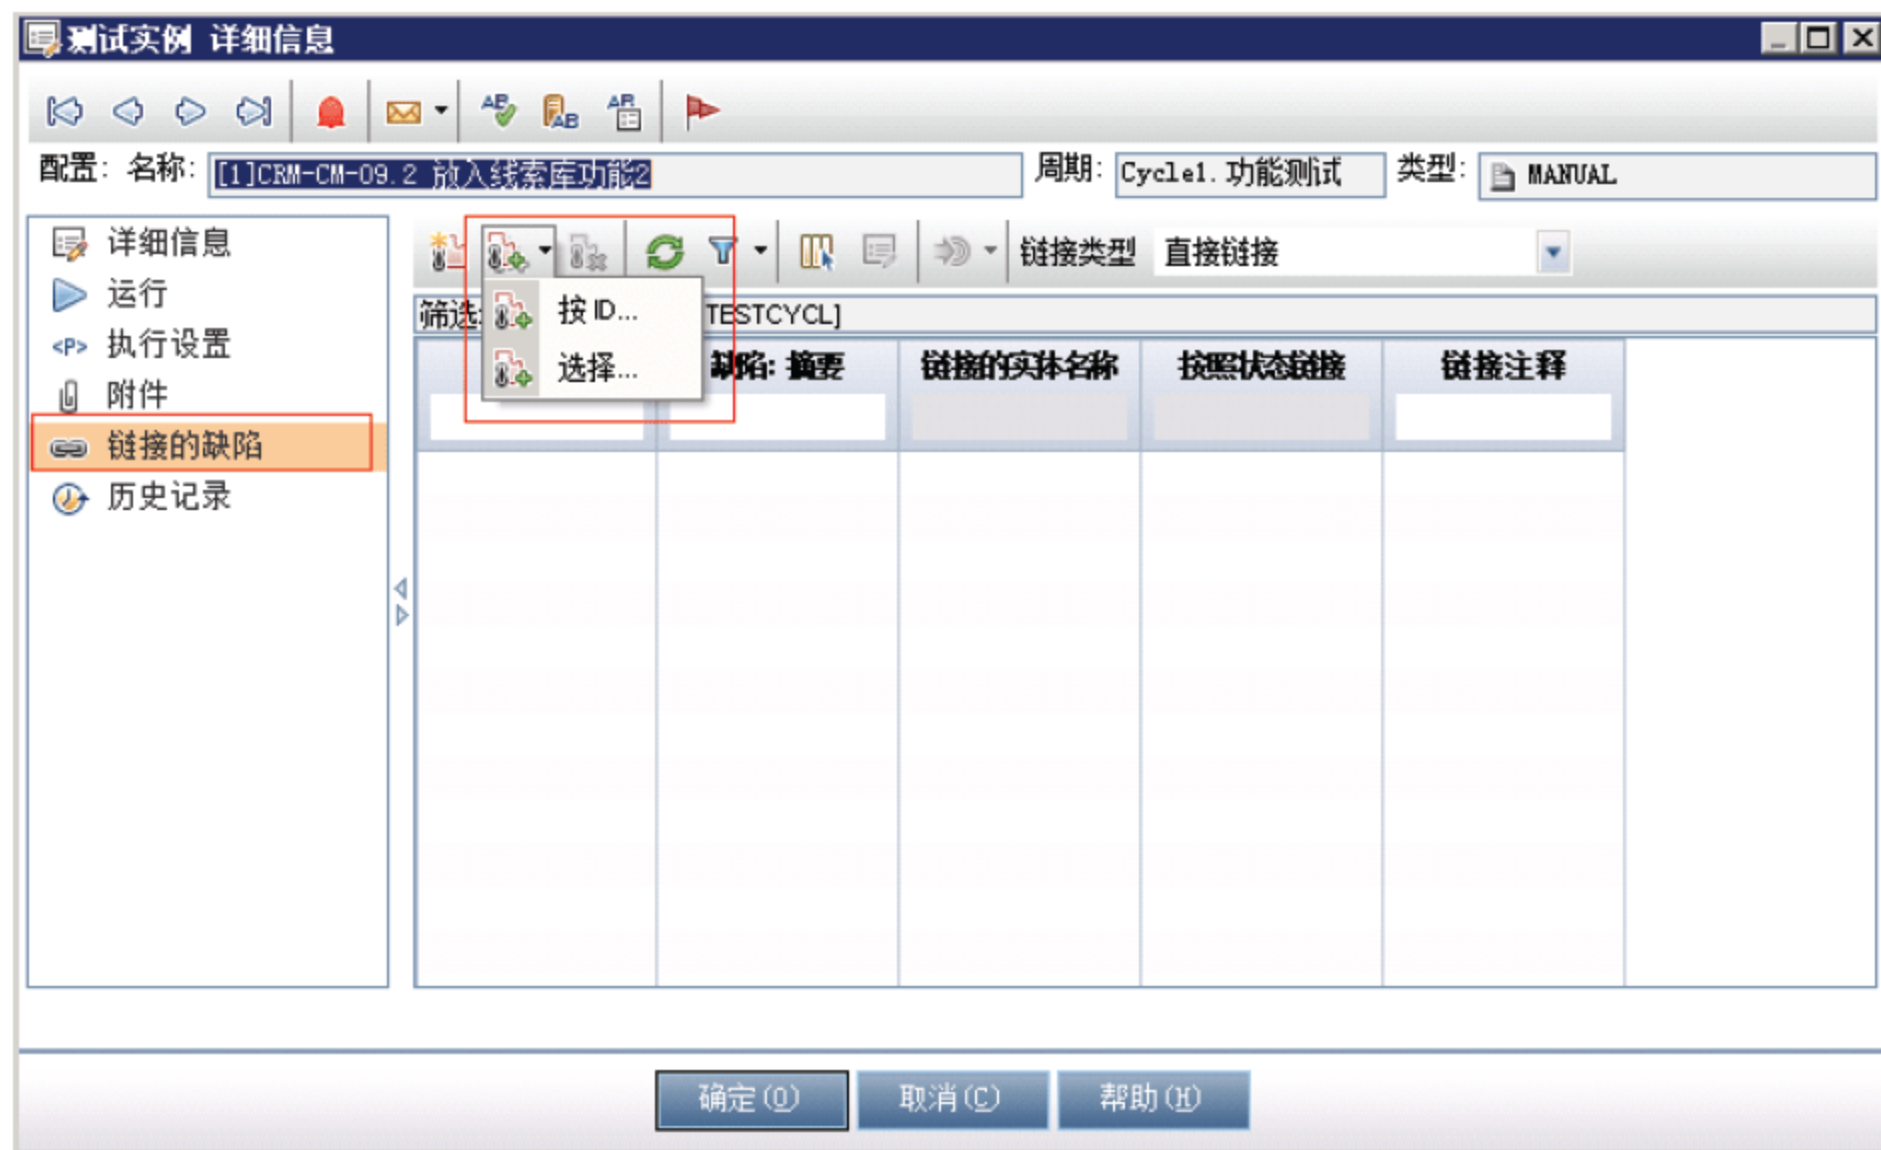 测试实例 详细信息
配置: 名称: [1]CRM-CM-09.2 放入线索库功能2 周期: Cycle1.功能测试 类型: MANUAL
详细信息
运行
<P> 执行设置
附件
链接的缺陷
历史记录
链接类型 直接链接
按 ID...
选择...
筛选: TESTCYCL]
缺陷: 摘要 链接的实体名称 按照状态链接 链接注释
确定(O) 取消(C) 帮助(H)